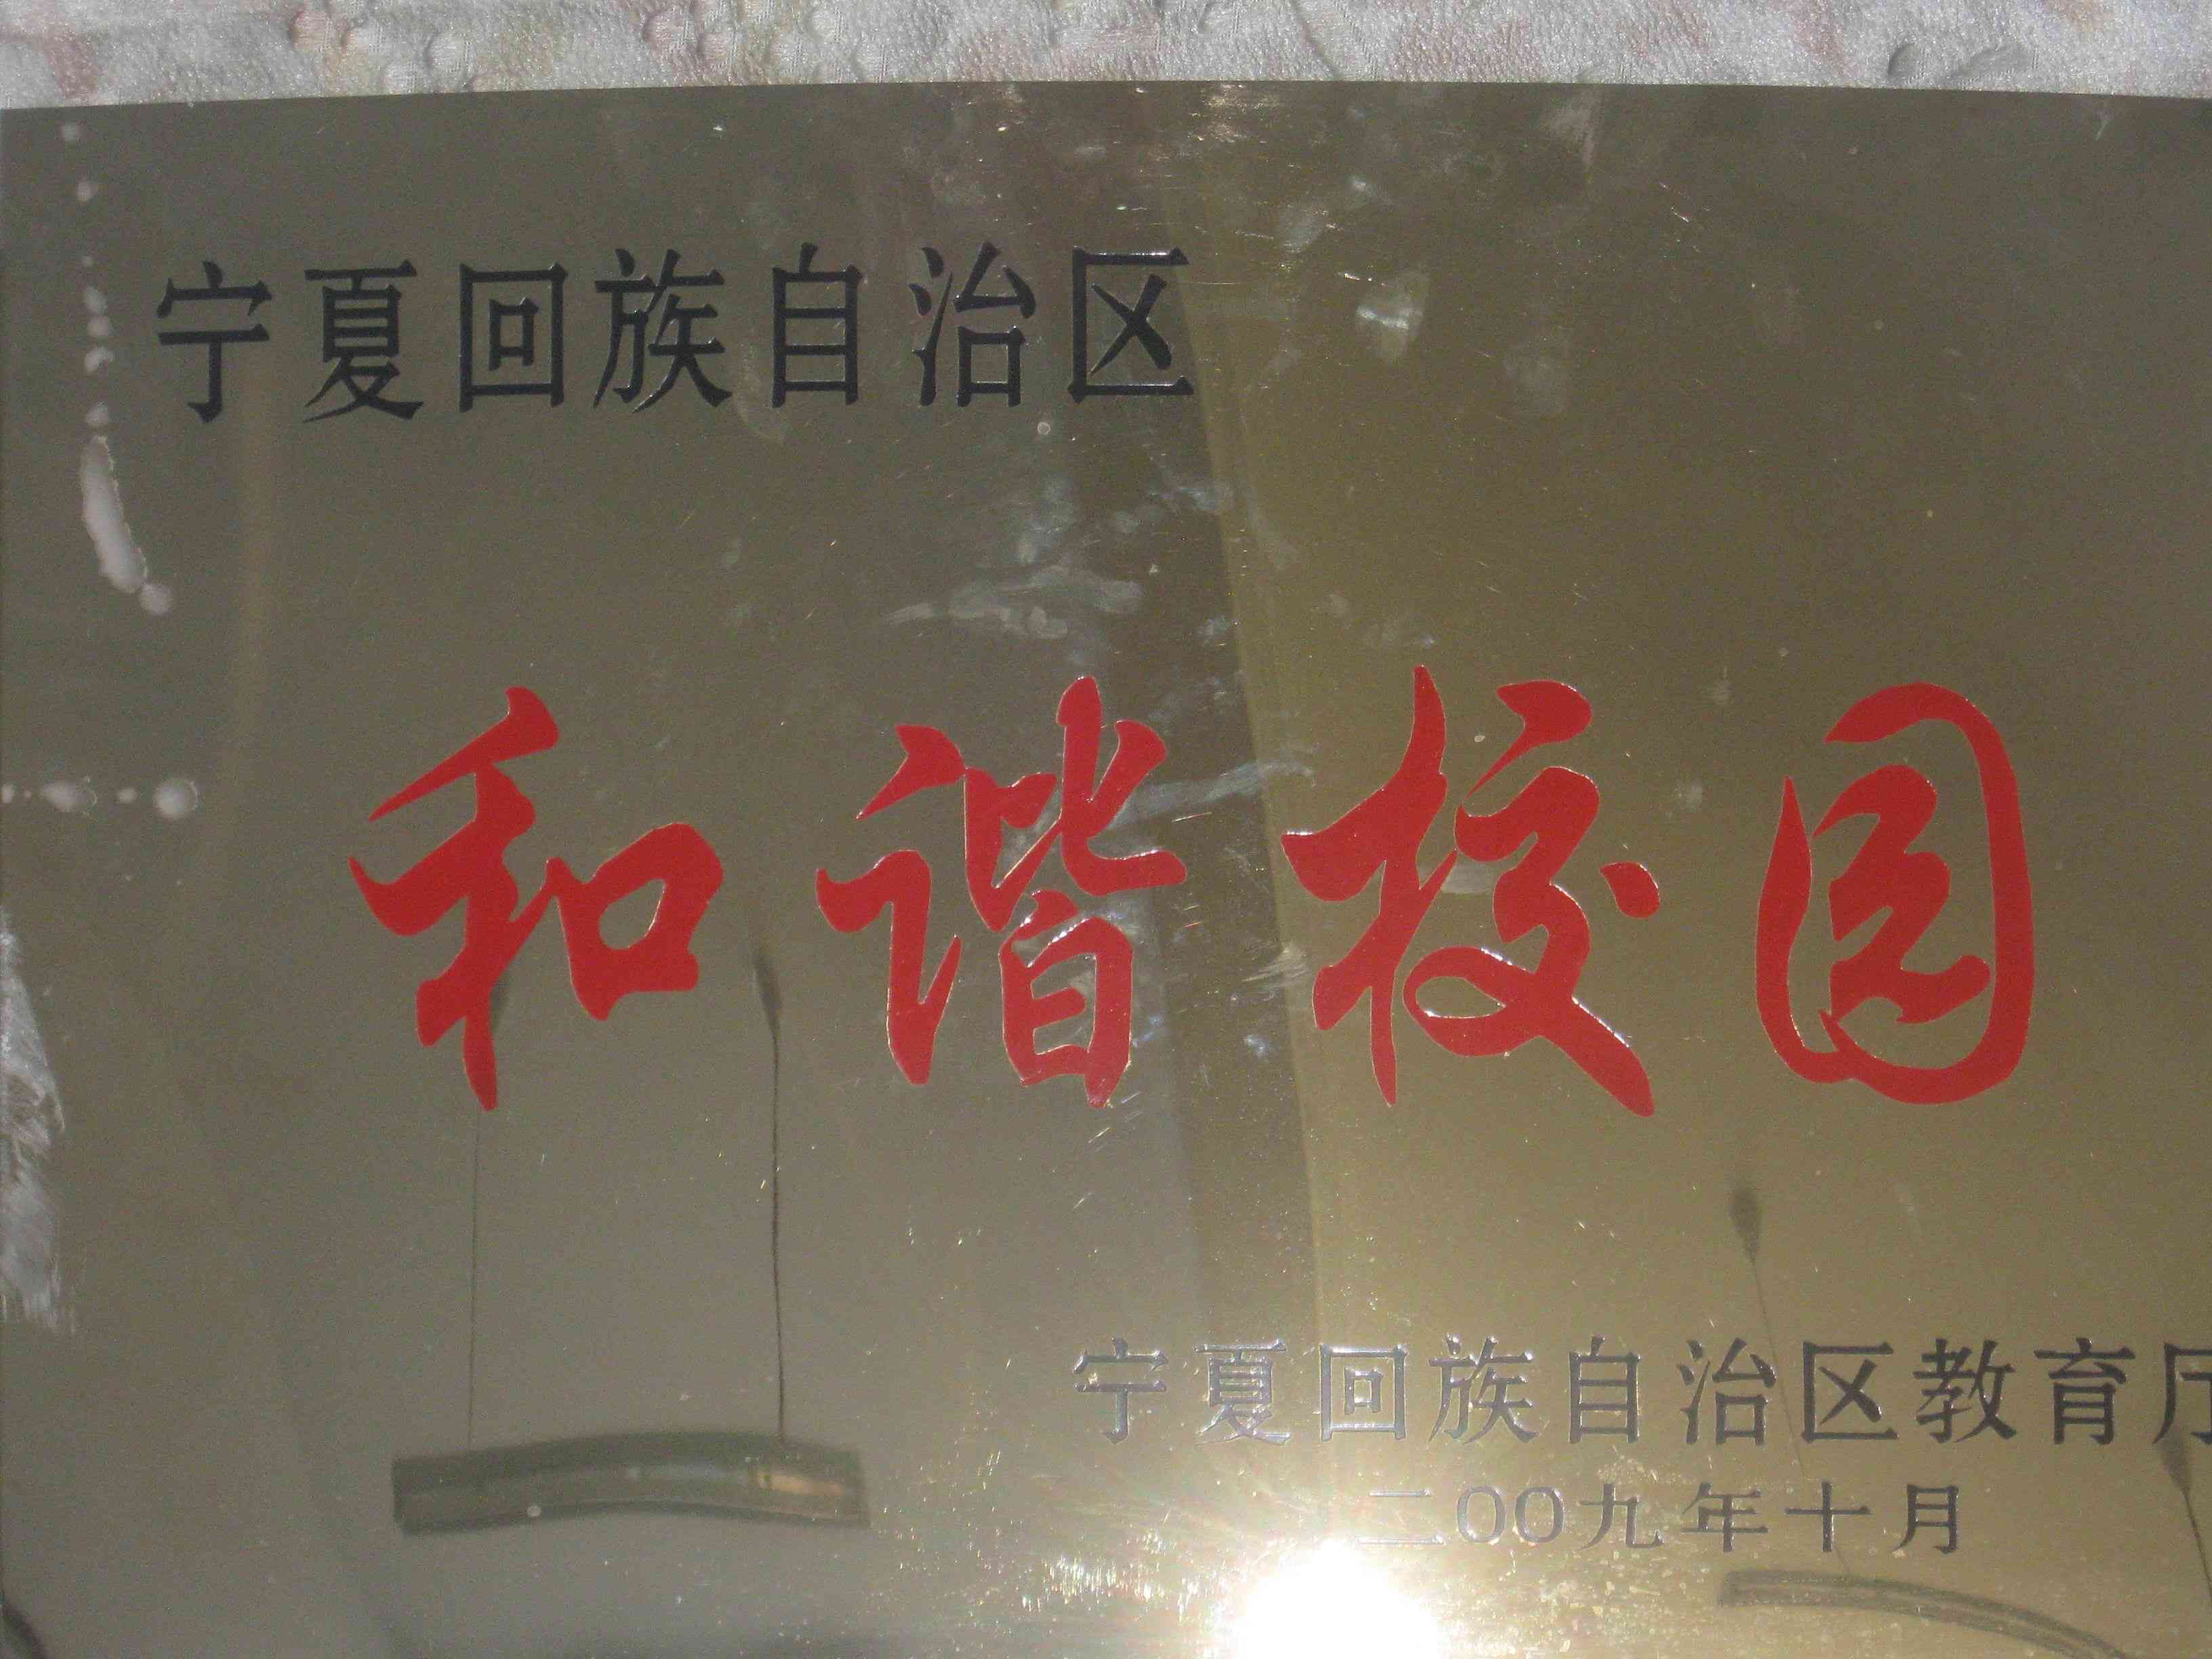 宁夏回族自治区
和谐校园
宁夏回族自治区教育厅
二00九年十月